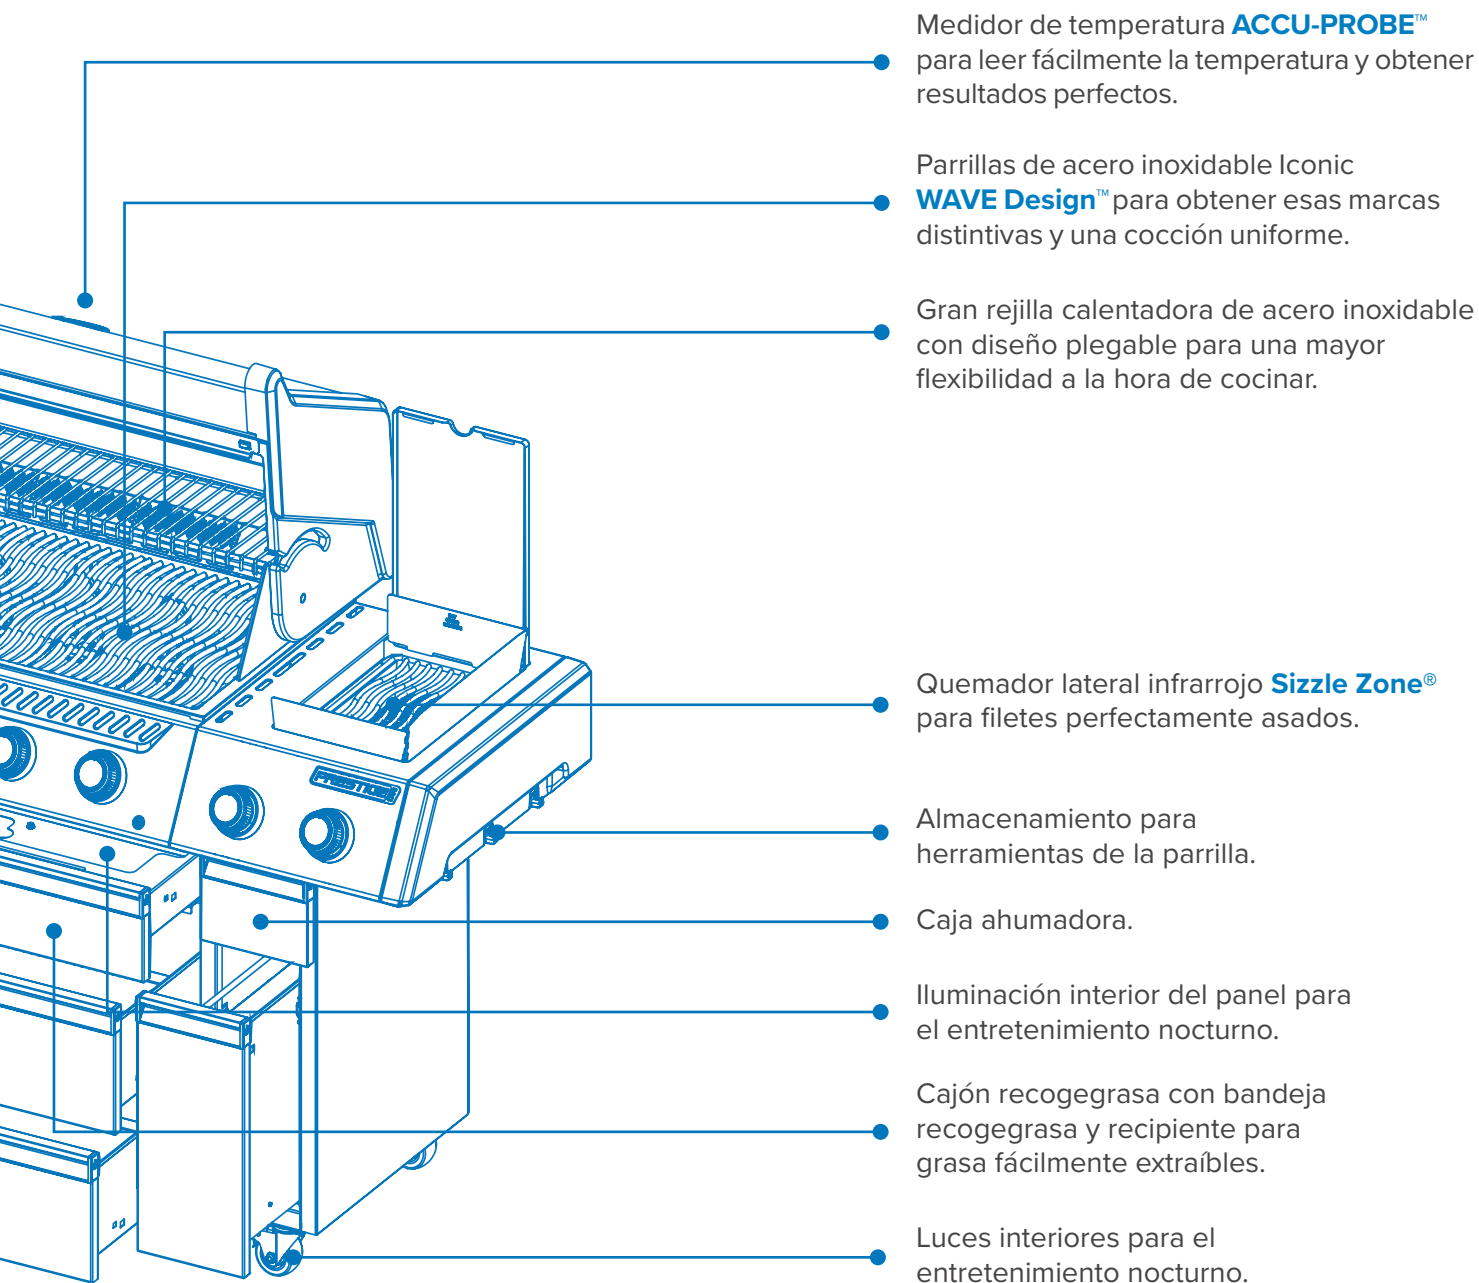 Medidor de temperatura ACCU-PROBE™
para leer fácilmente la temperatura y obtener
resultados perfectos.
Parrillas de acero inoxidable Iconic
WAVE Design™ para obtener esas marcas
distintivas y una cocción uniforme.
Gran rejilla calentadora de acero inoxidable
con diseño plegable para una mayor
flexibilidad a la hora de cocinar.
Quemador lateral infrarrojo Sizzle Zone®
para filetes perfectamente asados.
PRESTIGE
Almacenamiento para
herramientas de la parrilla.
Caja ahumadora.
Iluminación interior del panel para
el entretenimiento nocturno.
Cajón recogegrasa con bandeja
recogegrasa y recipiente para
grasa fácilmente extraíbles.
Luces interiores para el
entretenimiento nocturno.